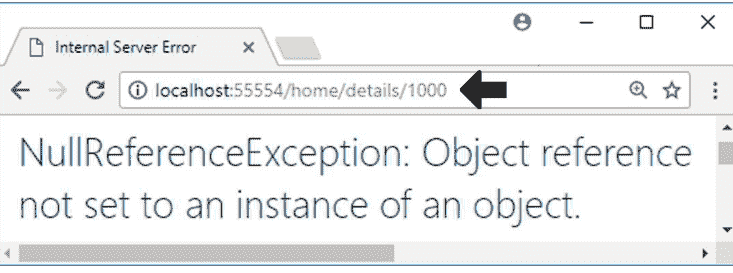 Internal Server Error
localhost:55554/home/details/1000
NullReferenceException: Object reference
not set to an instance of an object.